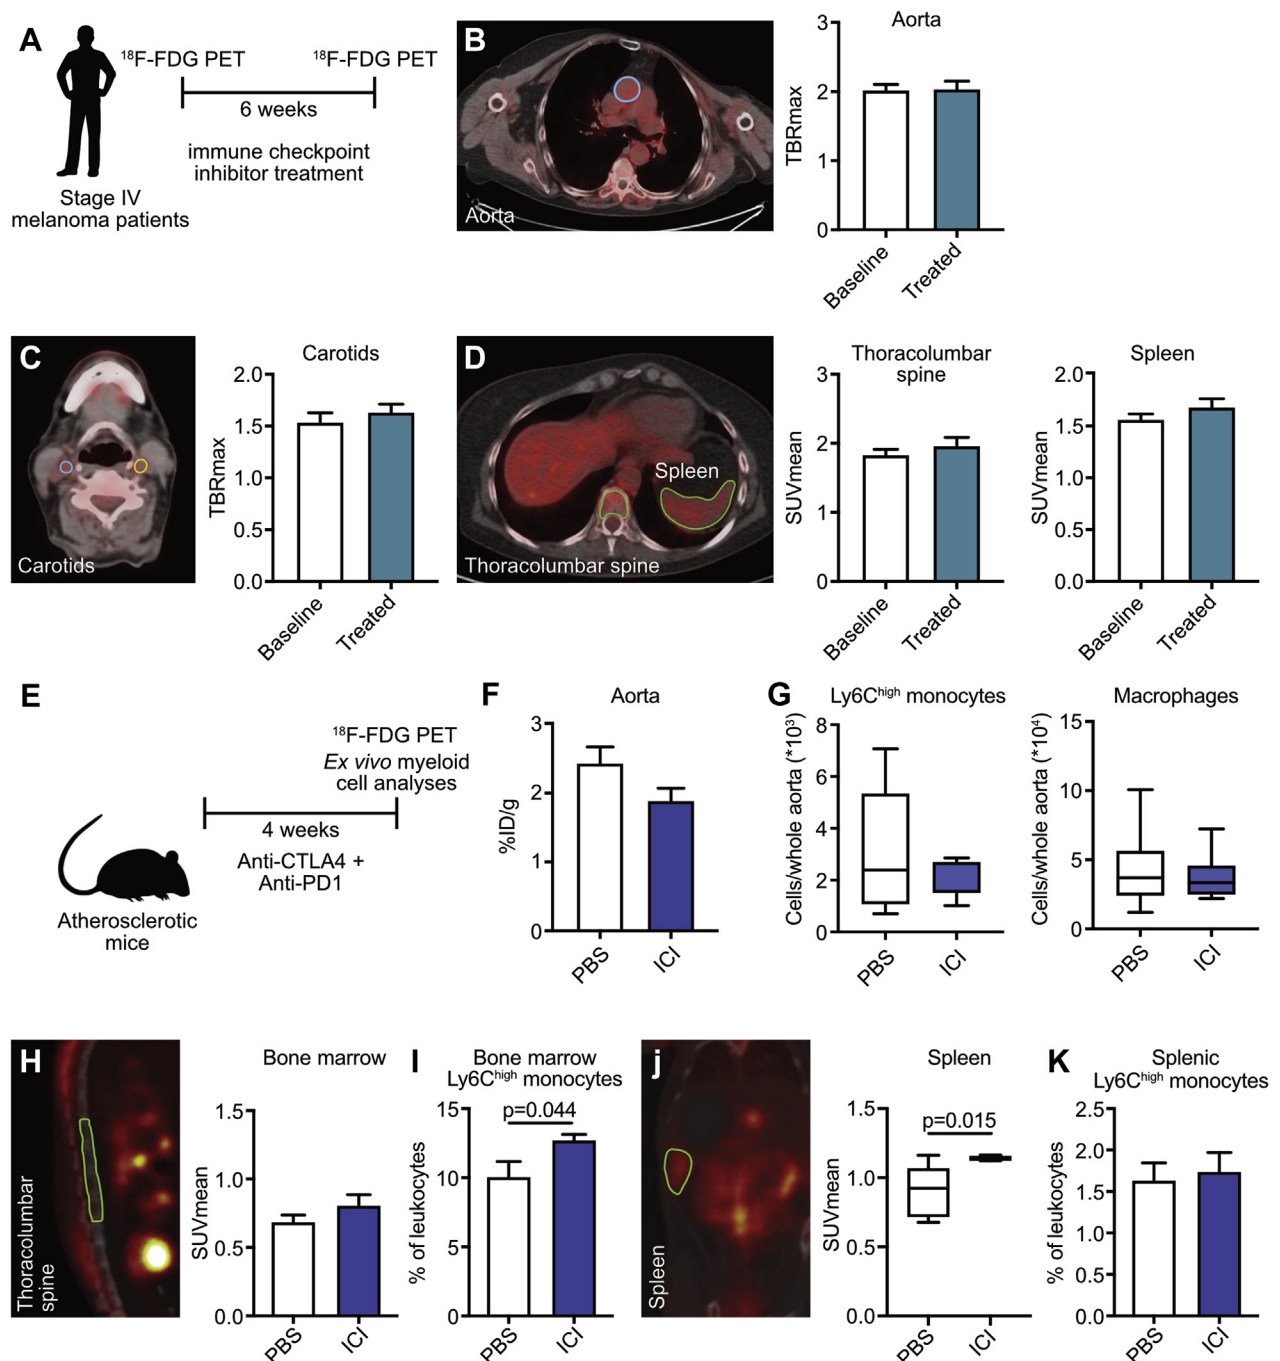 A
¹⁸F-FDG PET
¹⁸F-FDG PET
6 weeks
immune checkpoint
inhibitor treatment
Stage IV
melanoma patients
B
Aorta
Aorta
TBRmax
3
2
1
0
Baseline
Treated
C
Carotids
Carotids
TBRmax
2.0
1.5
1.0
0.5
0.0
Baseline
Treated
D
Spleen
Thoracolumbar spine
Thoracolumbar
spine
SUVmean
3
2
1
0
Baseline
Treated
Spleen
SUVmean
2.0
1.5
1.0
0.5
0.0
Baseline
Treated
E
¹⁸F-FDG PET
Ex vivo myeloid
cell analyses
4 weeks
Anti-CTLA4 +
Anti-PD1
Atherosclerotic
mice
F
Aorta
%ID/g
3
2
1
0
PBS
ICI
G
Ly6Cʰⁱᵍʰ monocytes
Cells/whole aorta (*10³)
8
6
4
2
0
PBS
ICI
Macrophages
Cells/whole aorta (*10⁴)
15
10
5
0
PBS
ICI
H
Thoracolumbar
spine
Bone marrow
SUVmean
1.5
1.0
0.5
0.0
PBS
ICI
I
Bone marrow
Ly6Cʰⁱᵍʰ monocytes
% of leukocytes
15
10
5
0
p=0.044
PBS
ICI
j
Spleen
Spleen
SUVmean
1.5
1.0
0.5
0.0
p=0.015
PBS
ICI
K
Splenic
Ly6Cʰⁱᵍʰ monocytes
% of leukocytes
2.5
2.0
1.5
1.0
0.5
0.0
PBS
ICI